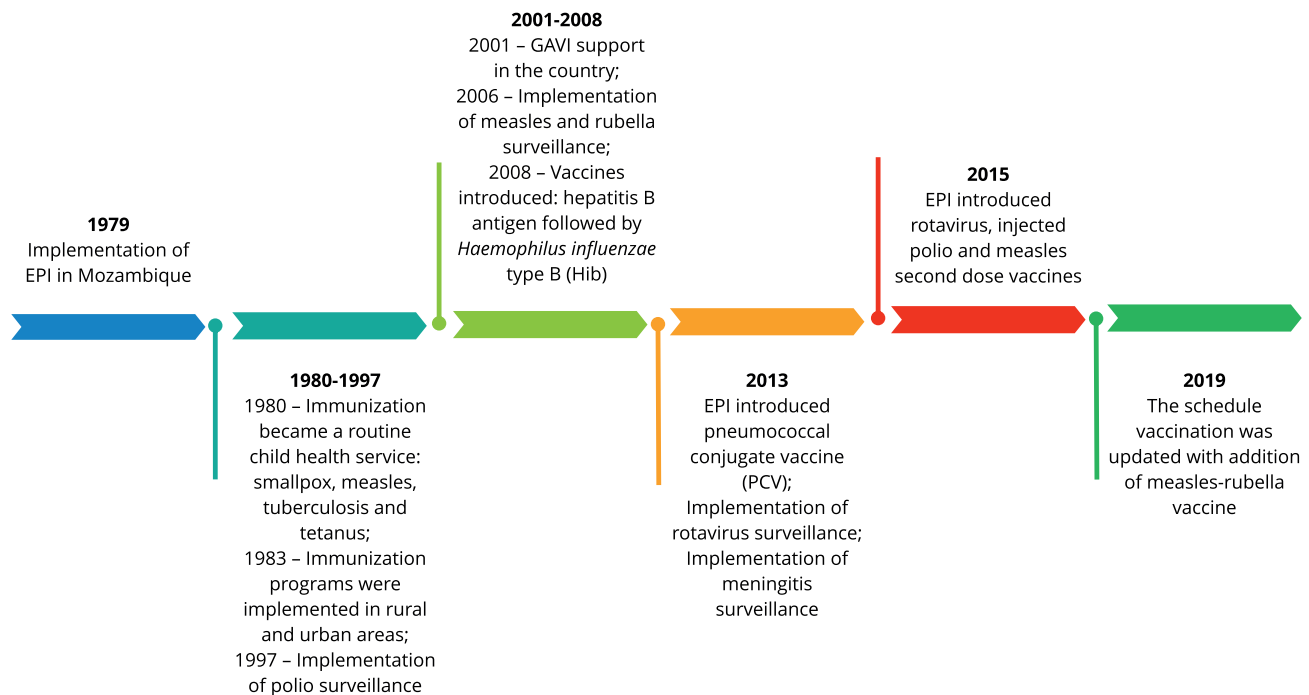 1979
Implementation of
EPI in Mozambique
1980-1997
1980 – Immunization
became a routine
child health service:
smallpox, measles,
tuberculosis and
tetanus;
1983 – Immunization
programs were
implemented in rural
and urban areas;
1997 – Implementation
of polio surveillance
2001-2008
2001 – GAVI support
in the country;
2006 – Implementation
of measles and rubella
surveillance;
2008 – Vaccines
introduced: hepatitis B
antigen followed by
Haemophilus influenzae
type B (Hib)
2013
EPI introduced
pneumococcal
conjugate vaccine
(PCV);
Implementation of
rotavirus surveillance;
Implementation of
meningitis
surveillance
2015
EPI introduced
rotavirus, injected
polio and measles
second dose vaccines
2019
The schedule
vaccination was
updated with addition
of measles-rubella
vaccine